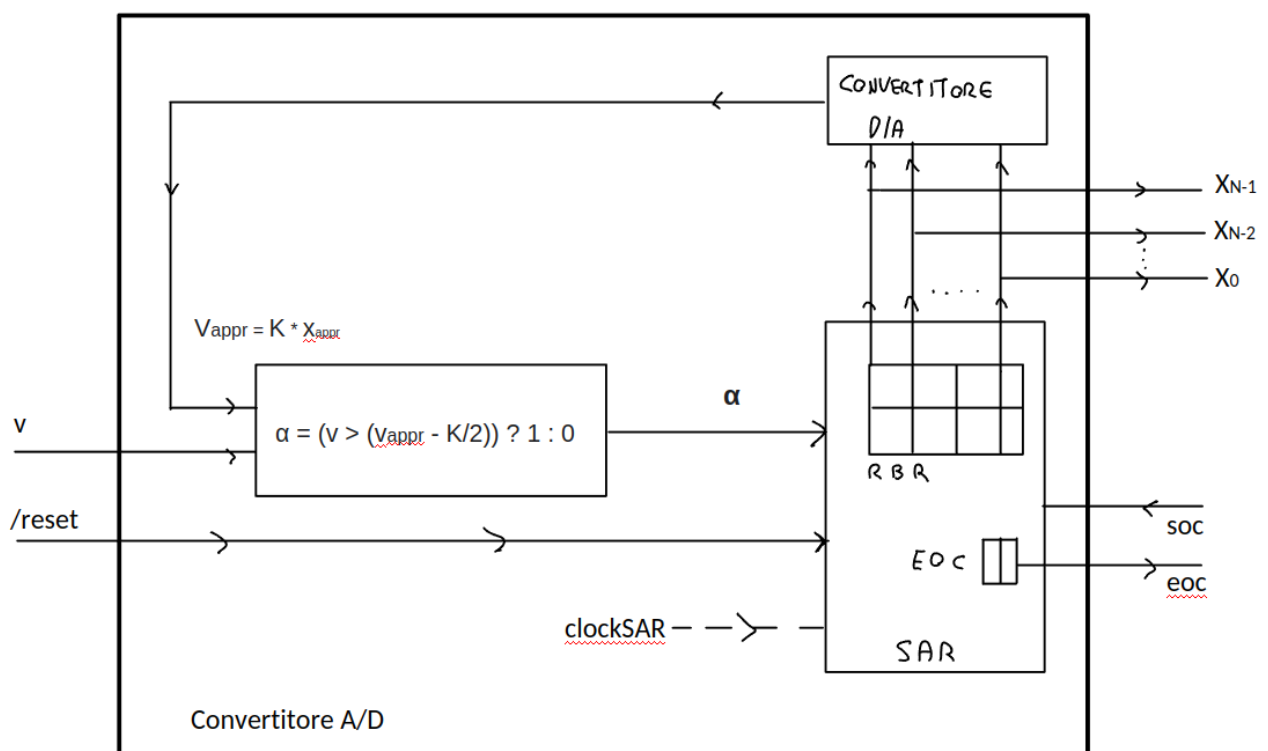 CONVERTITORE
D/A
XN-1
XN-2
X0
. . . .
Vappr = K * xappr
v
α = (v > (vappr - K/2)) ? 1 : 0
α
RBR
/reset
soc
EOC
eoc
clockSAR
SAR
Convertitore A/D